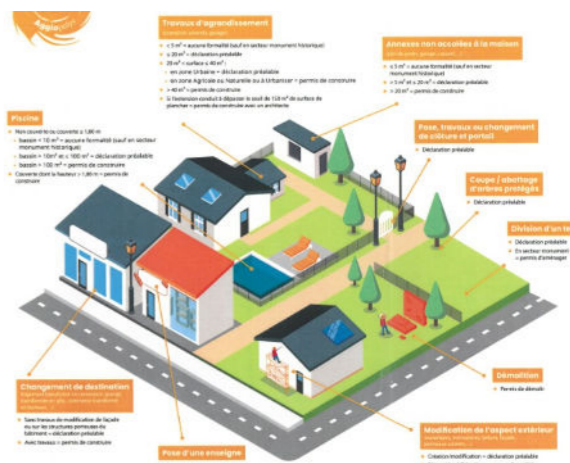 Agglopolys
Travaux d'agrandissement
< 5 m² = aucune formalité (sauf en secteur monument historique)
≤ 20 m² = déclaration préalable
20 m² < surface ≤ 40 m² :
- en zone Urbaine = déclaration préalable
- en zone Agricole ou Naturelle ou à Urbaniser = permis de construire
> 40 m² = permis de construire
Si l'extension conduit à dépasser le seuil de 150 m² de surface de
plancher = permis de construire avec un architecte
Annexes non accolées à la maison
≤ 5 m² = aucune formalité (sauf en secteur
monument historique)
> 5 m² et ≤ 20 m² = déclaration préalable
> 20 m² = permis de construire
Piscine
Non couverte ou couverte ≤ 1,80 m
- bassin < 10 m² = aucune formalité (sauf en secteur
monument historique)
- bassin > 10m² et ≤ 100 m² = déclaration préalable
- bassin > 100 m² = permis de construire
Couverte dont la hauteur > 1,80 m = permis de
construire
Pose, travaux ou changement
de clôture et portail
Déclaration préalable
Coupe / abattage
d'arbres protégés
Déclaration préalable
Division d'un te
Déclaration préalable
En secteur monument
= permis d'aménager
Démolition
Permis de démolir
Changement de destination
Sans travaux de modification de façade
ou sur les structures porteuses du
bâtiment = déclaration préalable
Avec travaux = permis de construire
Pose d'une enseigne
Modification de l'aspect extérieur
Création/modification = déclaration préalable